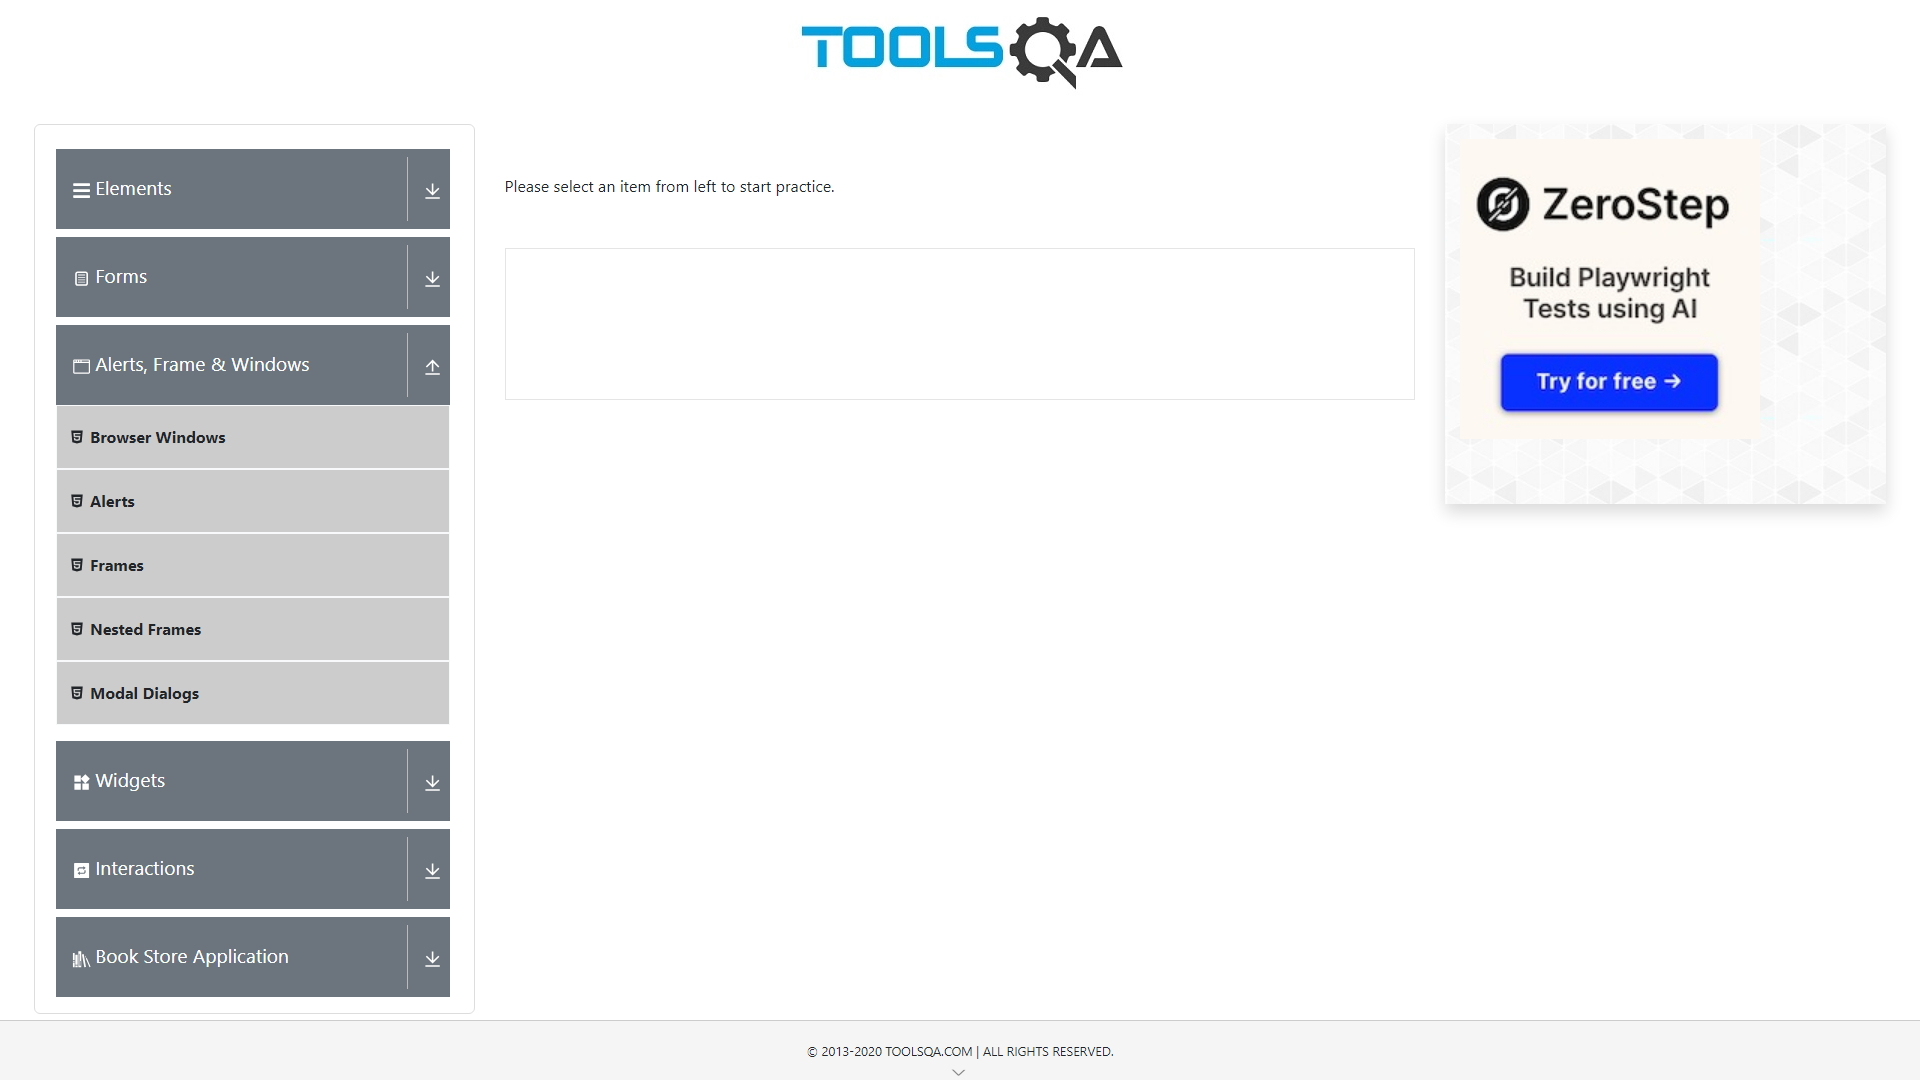 TOOLSQA
Elements
Forms
Alerts, Frame & Windows
Browser Windows
Alerts
Frames
Nested Frames
Modal Dialogs
Widgets
Interactions
Book Store Application
Please select an item from left to start practice.
ZeroStep
Build Playwright
Tests using AI
Try for free →
© 2013-2020 TOOLSQA.COM | ALL RIGHTS RESERVED.